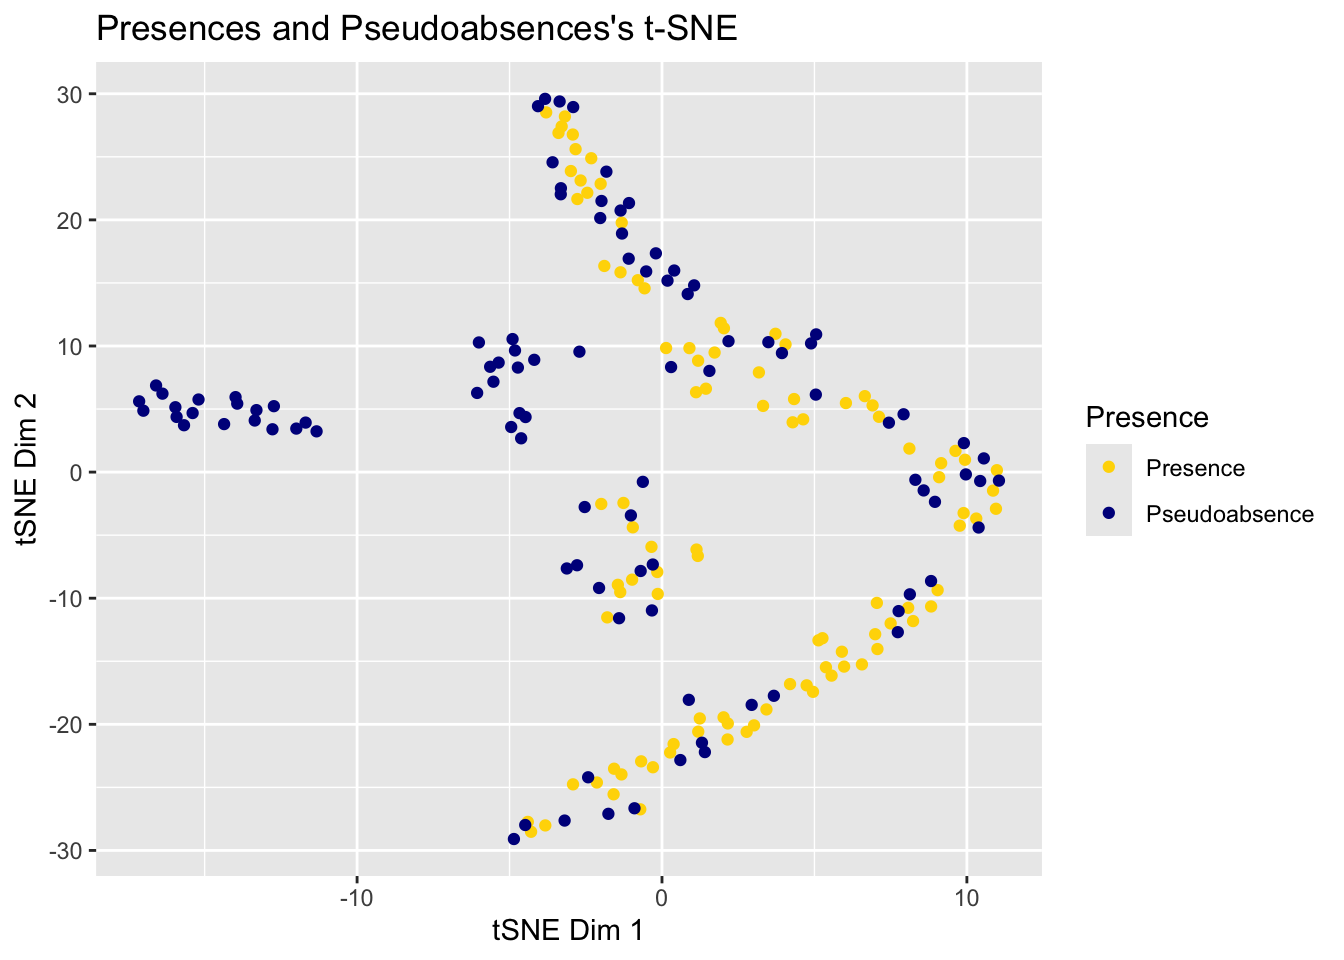 Presences and Pseudoabsences's t-SNE
30
20
10
0
-10
-20
-30
tSNE Dim 2
-10
0
10
tSNE Dim 1
Presence
Presence
Pseudoabsence